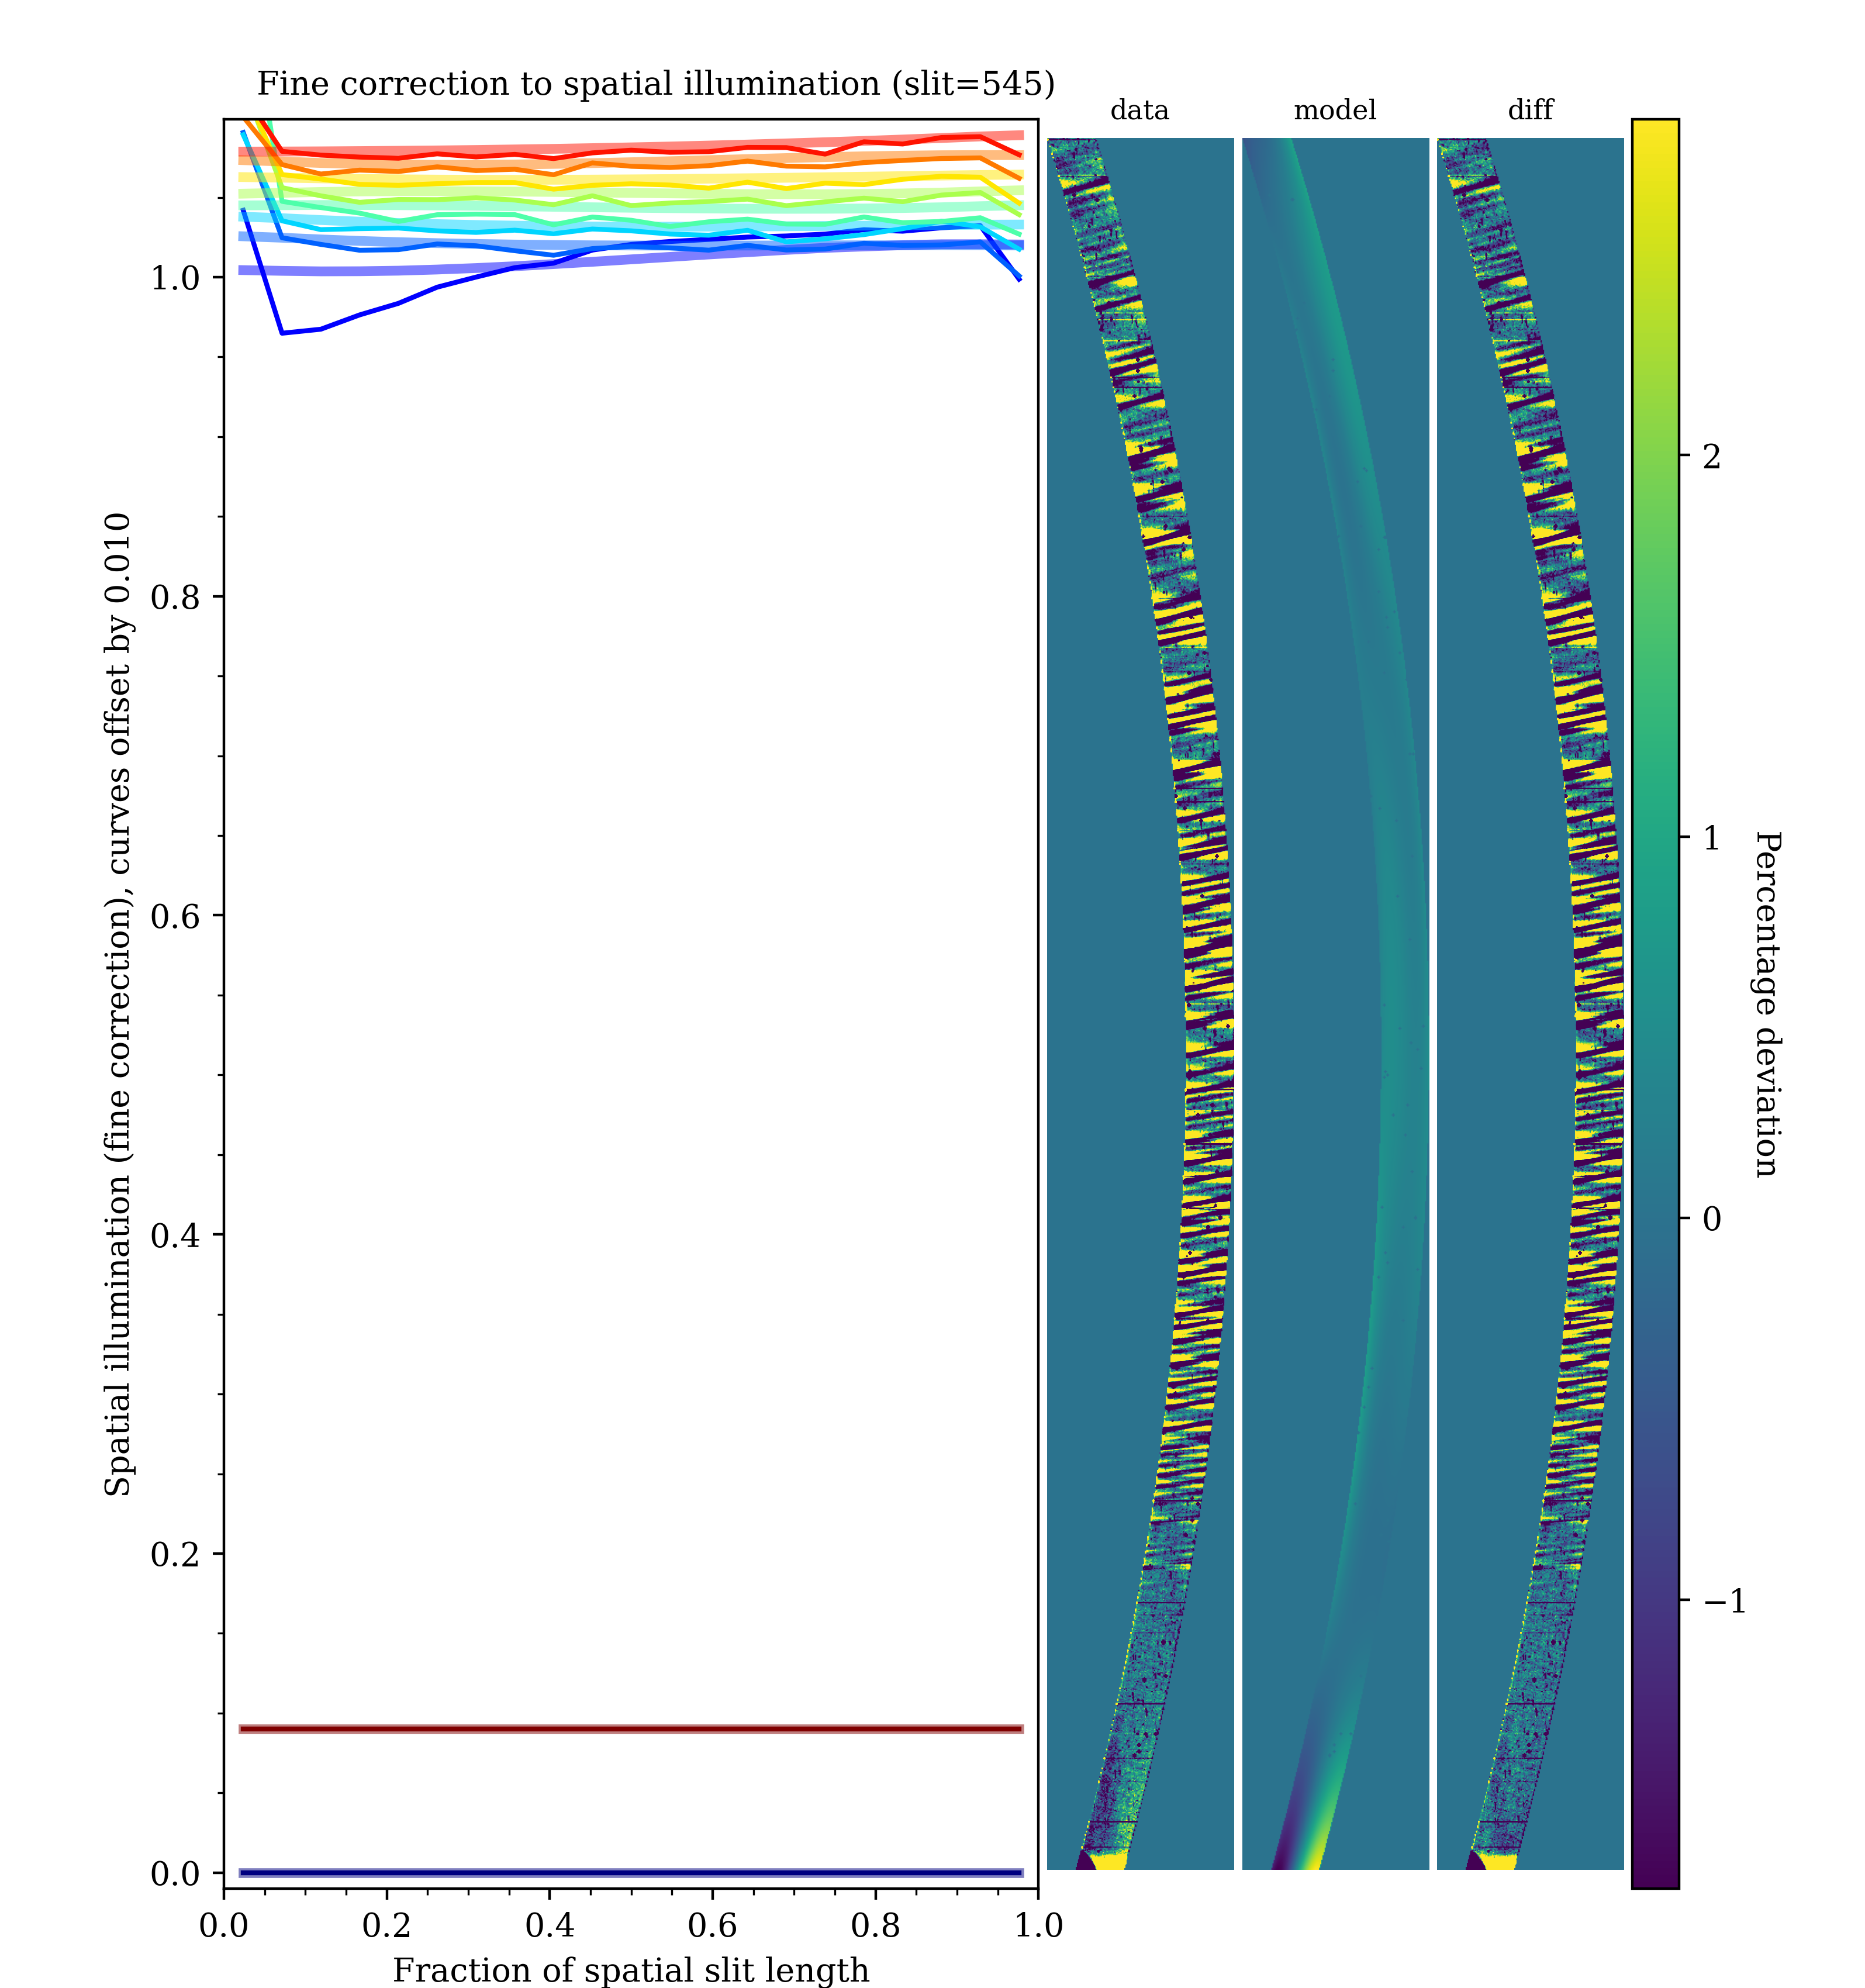 Fine correction to spatial illumination (slit=545)
data
model
diff
Spatial illumination (fine correction), curves offset by 0.010
1.0
0.8
0.6
0.4
0.2
0.0
0.0
0.2
0.4
0.6
0.8
1.0
Fraction of spatial slit length
2
1
0
−1
Percentage deviation